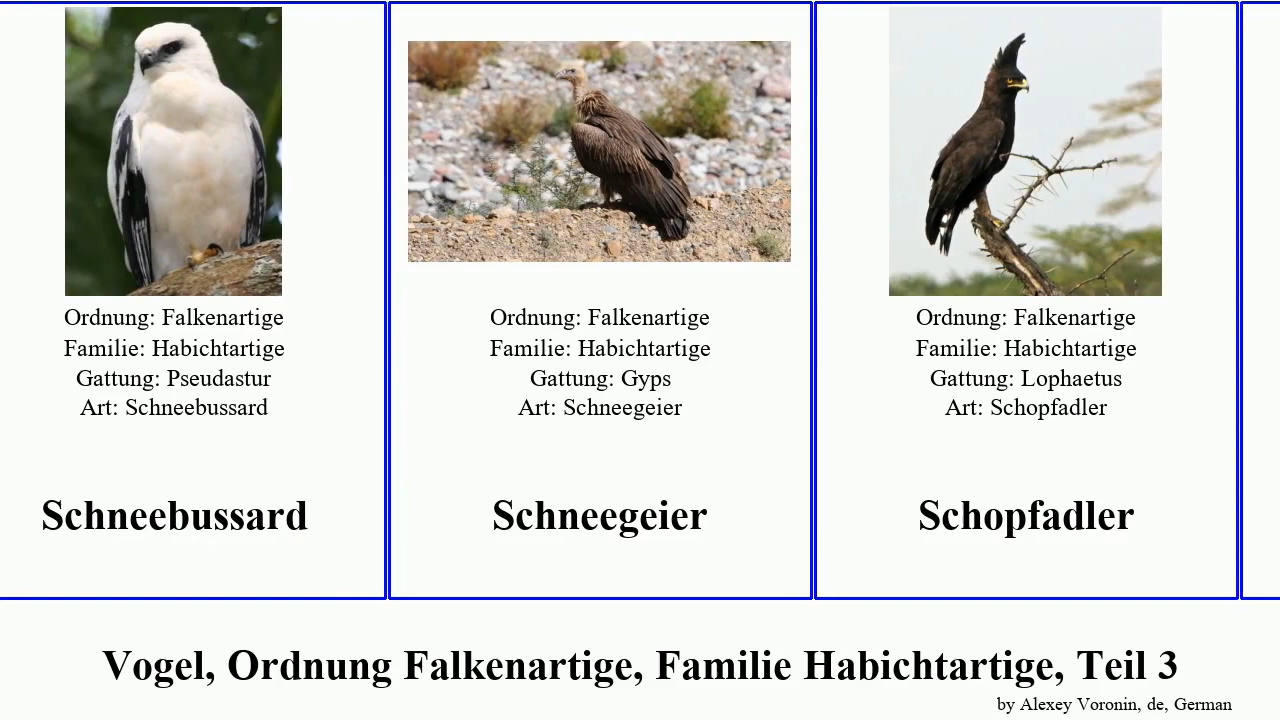 Ordnung: Falkenartige
Familie: Habichtartige
Gattung: Pseudastur
Art: Schneebussard
Schneebussard
Ordnung: Falkenartige
Familie: Habichtartige
Gattung: Gyps
Art: Schneegeier
Schneegeier
Ordnung: Falkenartige
Familie: Habichtartige
Gattung: Lophaetus
Art: Schopfadler
Schopfadler
Vogel, Ordnung Falkenartige, Familie Habichtartige, Teil 3
by Alexey Voronin, de, German